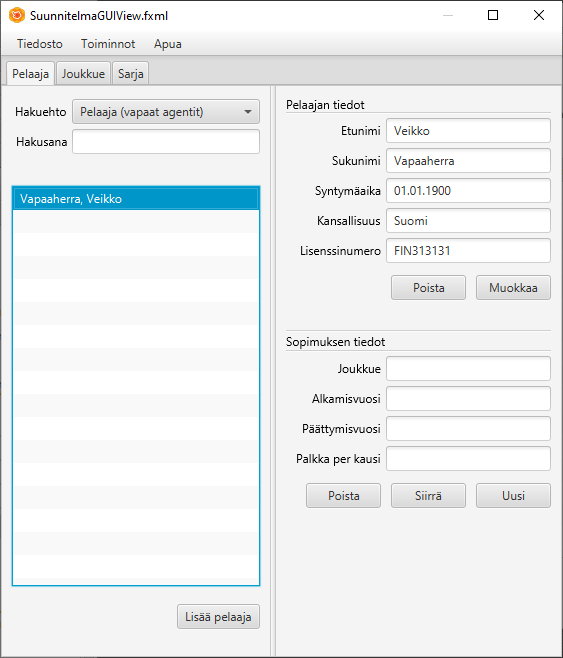 SuunnitelmaGUIView.fxml
Tiedosto Toiminnot Apua
Pelaaja Joukkue Sarja
Hakuehto Pelaaja (vapaat agentit)
Hakusana
Vapaaherra, Veikko
Lisää pelaaja
Pelaajan tiedot
Etunimi Veikko
Sukunimi Vapaaherra
Syntymäaika 01.01.1900
Kansallisuus Suomi
Lisenssinumero FIN313131
Poista Muokkaa
Sopimuksen tiedot
Joukkue
Alkamisvuosi
Päättymisvuosi
Palkka per kausi
Poista Siirrä Uusi